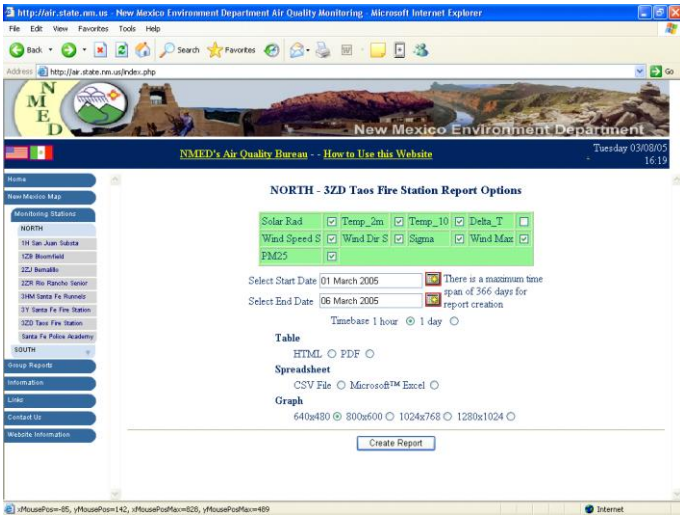 http://air.state.nm.us - New Mexico Environment Department Air Quality Monitoring - Microsoft Internet Explorer
File Edit View Favorites Tools Help
Back Search Favorites
Address http://air.state.nm.us/index.php Go
NMED
New Mexico Environment Department
NMED's Air Quality Bureau - - How to Use this Website
Tuesday 03/08/05
- 16:19
Home
New Mexico Map
Monitoring Stations
NORTH
1H San Juan Substa
1ZB Bloomfield
2ZJ Bernalillo
2ZR Rio Rancho Senior
3HM Santa Fe Runnels
3Y Santa Fe Fire Station
3ZD Taos Fire Station
Santa Fe Police Academy
SOUTH
Group Reports
Information
Links
Contact Us
Website Information
NORTH - 3ZD Taos Fire Station Report Options
Solar Rad Temp_2m Temp_10 Delta_T
Wind Speed S Wind Dir S Sigma Wind Max
PM25
Select Start Date 01 March 2005
Select End Date 06 March 2005
There is a maximum time
span of 366 days for
report creation
Timebase 1 hour 1 day
Table
HTML PDF
Spreadsheet
CSV File Microsoft™ Excel
Graph
640x480 800x600 1024x768 1280x1024
Create Report
xMousePos=-85, yMousePos=142, xMousePosMax=828, yMousePosMax=489
Internet